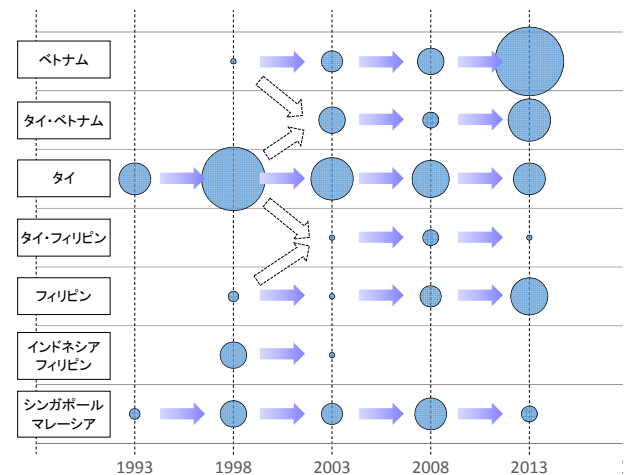 ベトナム
タイ・ベトナム
タイ
タイ・フィリピン
フィリピン
インドネシア
フィリピン
シンガポール
マレーシア
1993 1998 2003 2008 2013